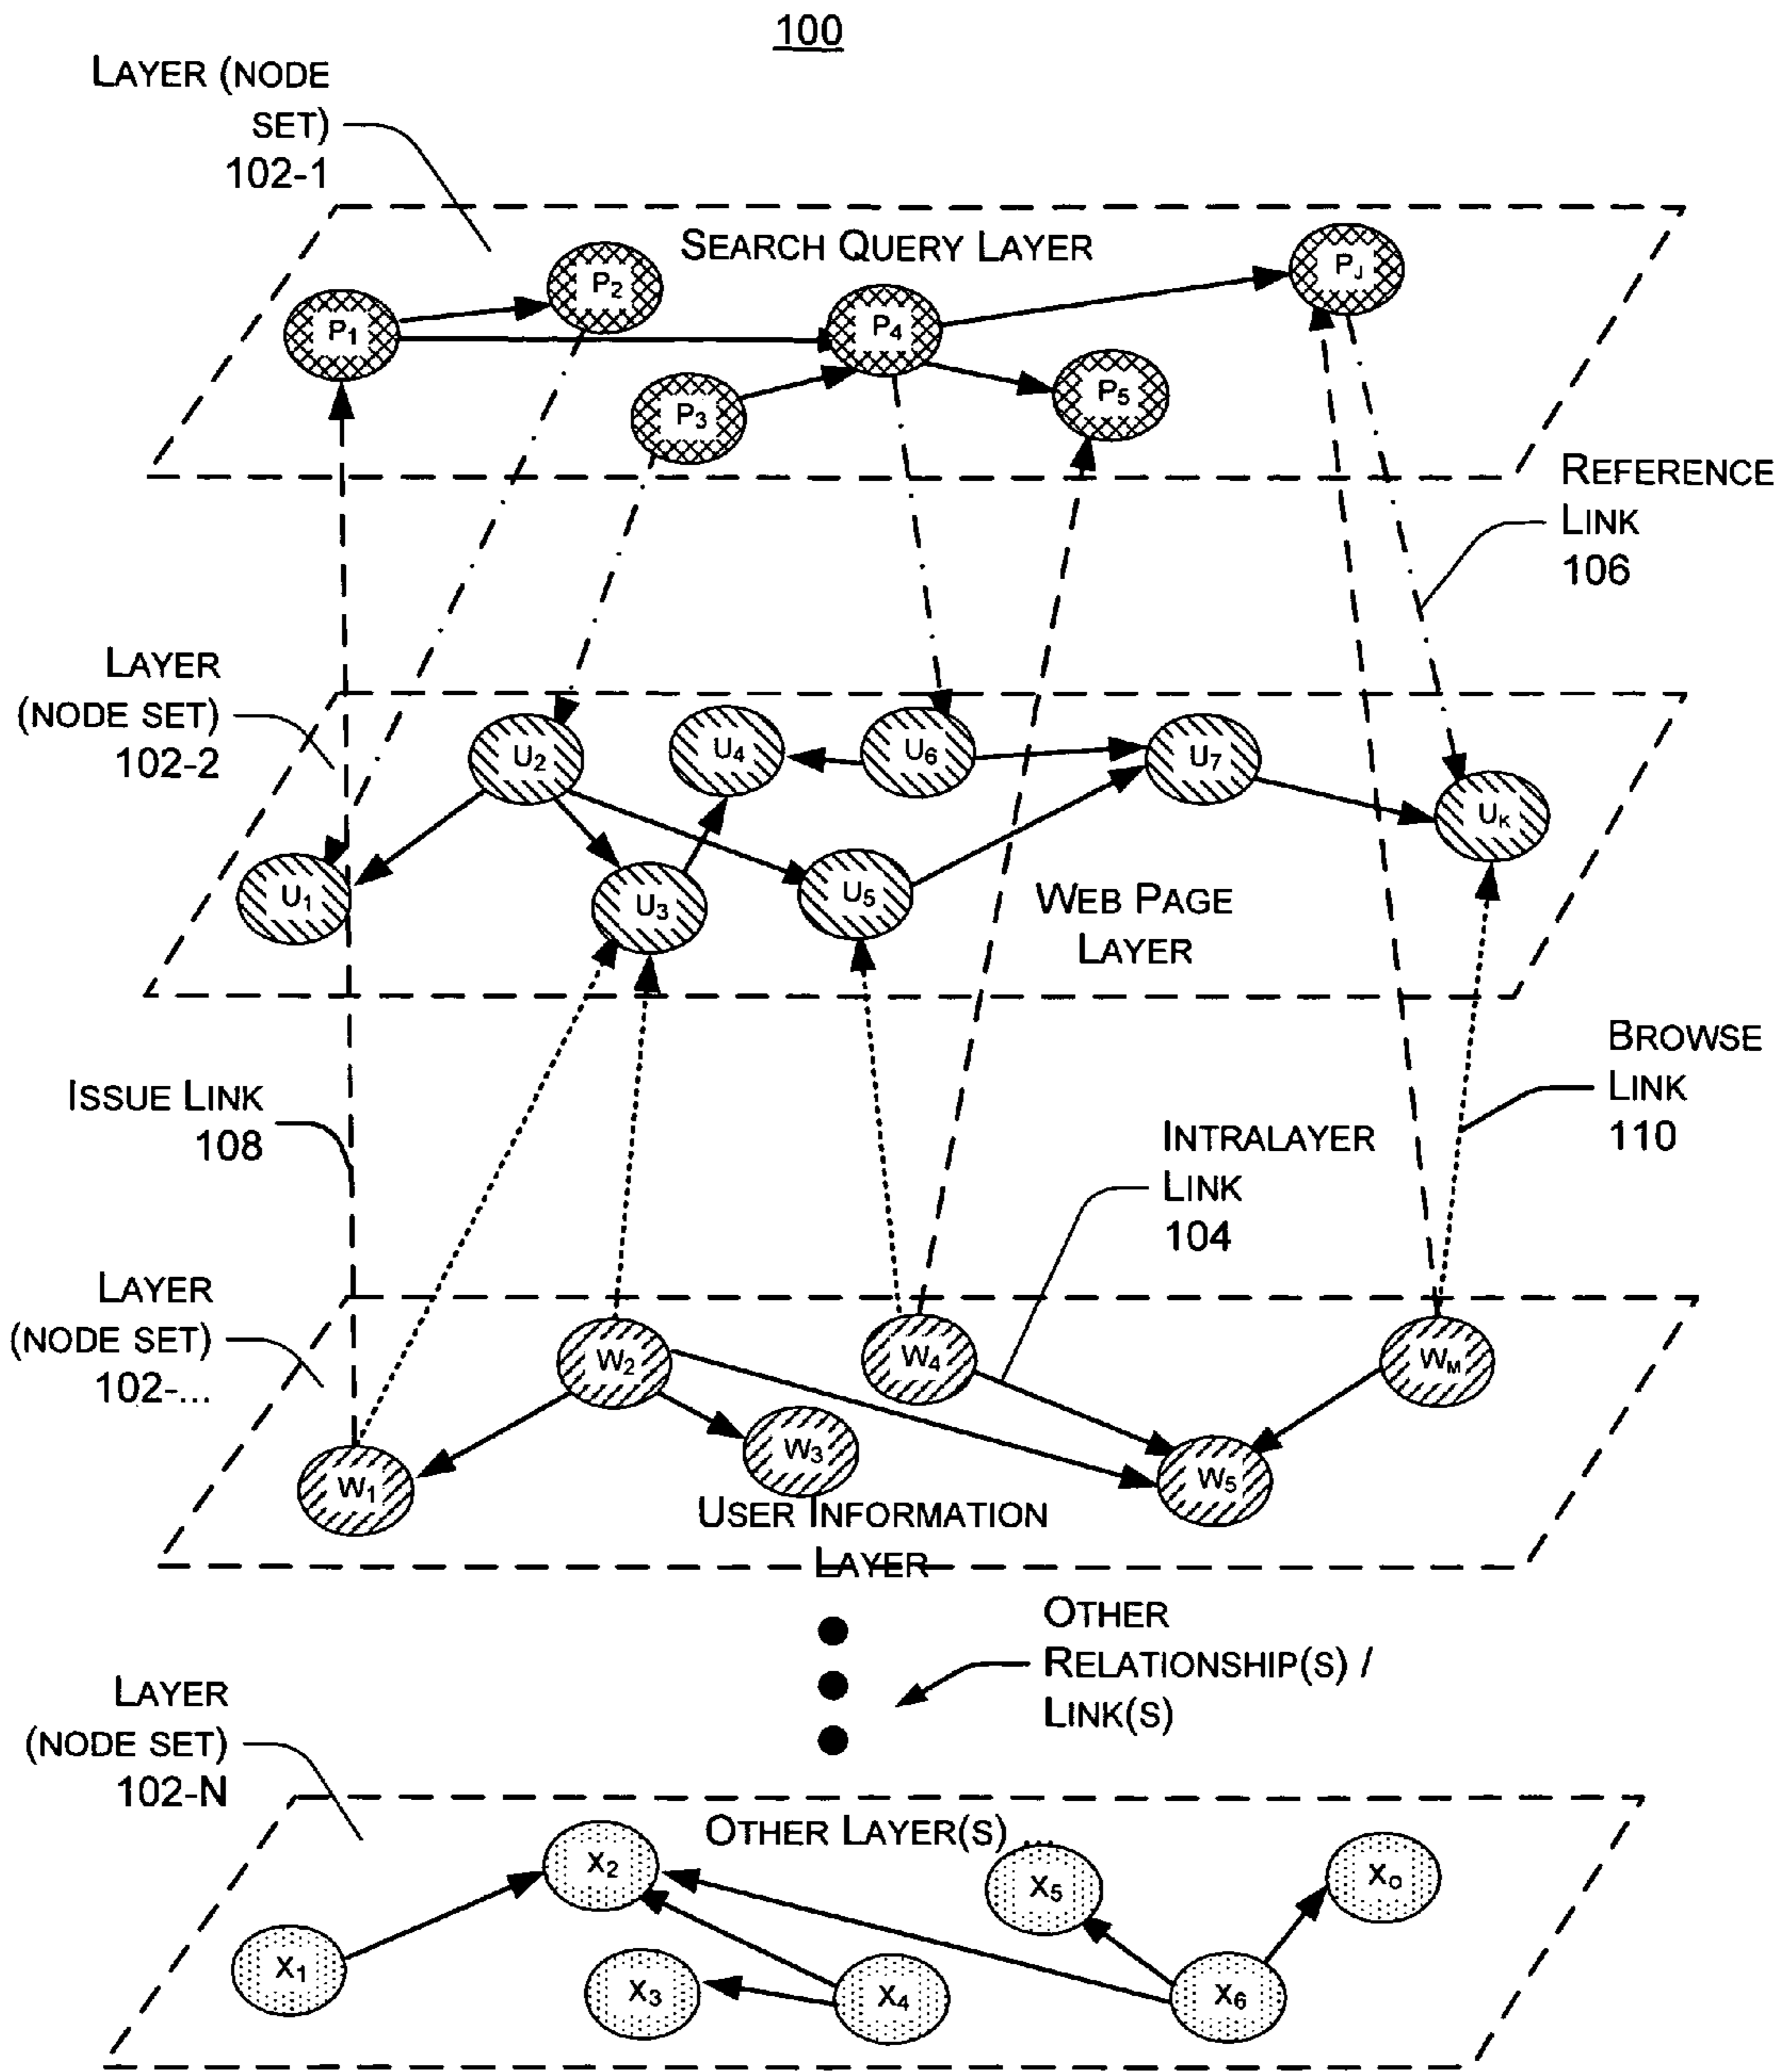 100
LAYER (NODE
SET)
102-1
SEARCH QUERY LAYER
P1
P2
P3
P4
P5
PJ
REFERENCE
LINK
106
LAYER
(NODE SET)
102-2
U1
U2
U3
U4
U5
U6
U7
UK
WEB PAGE
LAYER
ISSUE LINK
108
BROWSE
LINK
110
INTRALAYER
LINK
104
LAYER
(NODE SET)
102-...
W1
W2
W3
W4
W5
WM
USER INFORMATION
LAYER
OTHER
RELATIONSHIP(S) /
LINK(S)
LAYER
(NODE SET)
102-N
OTHER LAYER(S) ...
X1
X2
X3
X4
X5
X6
XO